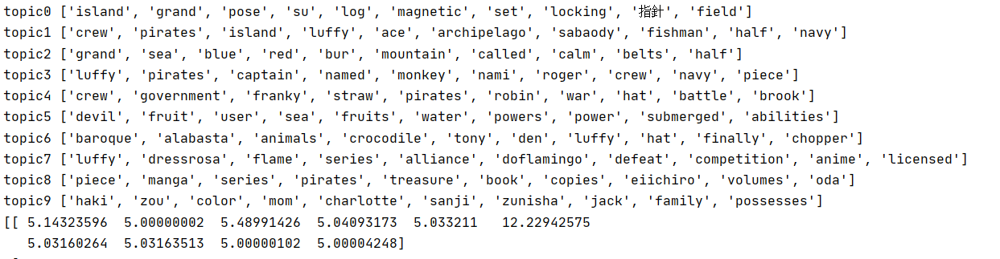 topic0 ['island', 'grand', 'pose', 'su', 'log', 'magnetic', 'set', 'locking', '指針', 'field']
topic1 ['crew', 'pirates', 'island', 'luffy', 'ace', 'archipelago', 'sabaody', 'fishman', 'half', 'navy']
topic2 ['grand', 'sea', 'blue', 'red', 'bur', 'mountain', 'called', 'calm', 'belts', 'half']
topic3 ['luffy', 'pirates', 'captain', 'named', 'monkey', 'nami', 'roger', 'crew', 'navy', 'piece']
topic4 ['crew', 'government', 'franky', 'straw', 'pirates', 'robin', 'war', 'hat', 'battle', 'brook']
topic5 ['devil', 'fruit', 'user', 'sea', 'fruits', 'water', 'powers', 'power', 'submerged', 'abilities']
topic6 ['baroque', 'alabasta', 'animals', 'crocodile', 'tony', 'den', 'luffy', 'hat', 'finally', 'chopper']
topic7 ['luffy', 'dressrosa', 'flame', 'series', 'alliance', 'doflamingo', 'defeat', 'competition', 'anime', 'licensed']
topic8 ['piece', 'manga', 'series', 'pirates', 'treasure', 'book', 'copies', 'eiichiro', 'volumes', 'oda']
topic9 ['haki', 'zou', 'color', 'mom', 'charlotte', 'sanji', 'zunisha', 'jack', 'family', 'possesses']
[[ 5.14323596  5.00000002  5.48991426  5.04093173  5.033211   12.22942575
   5.03160264  5.03163513  5.00000102  5.00004248]